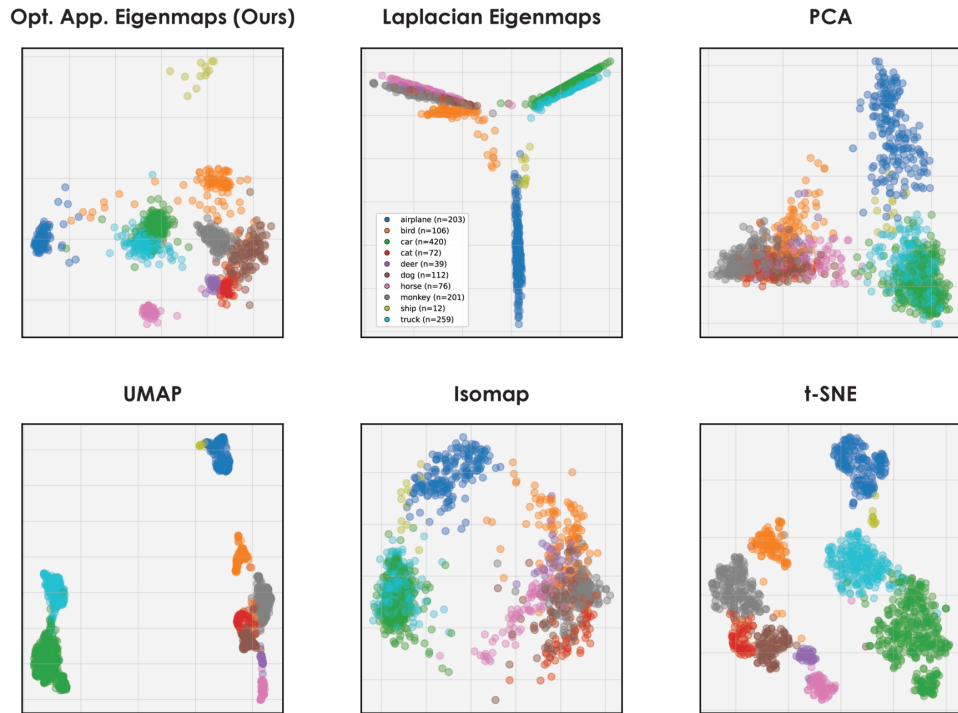 Opt. App. Eigenmaps (Ours)
Laplacian Eigenmaps
PCA
airplane (n=203)
bird (n=106)
car (n=420)
cat (n=72)
deer (n=39)
dog (n=112)
horse (n=76)
monkey (n=201)
ship (n=12)
truck (n=259)
UMAP
Isomap
t-SNE